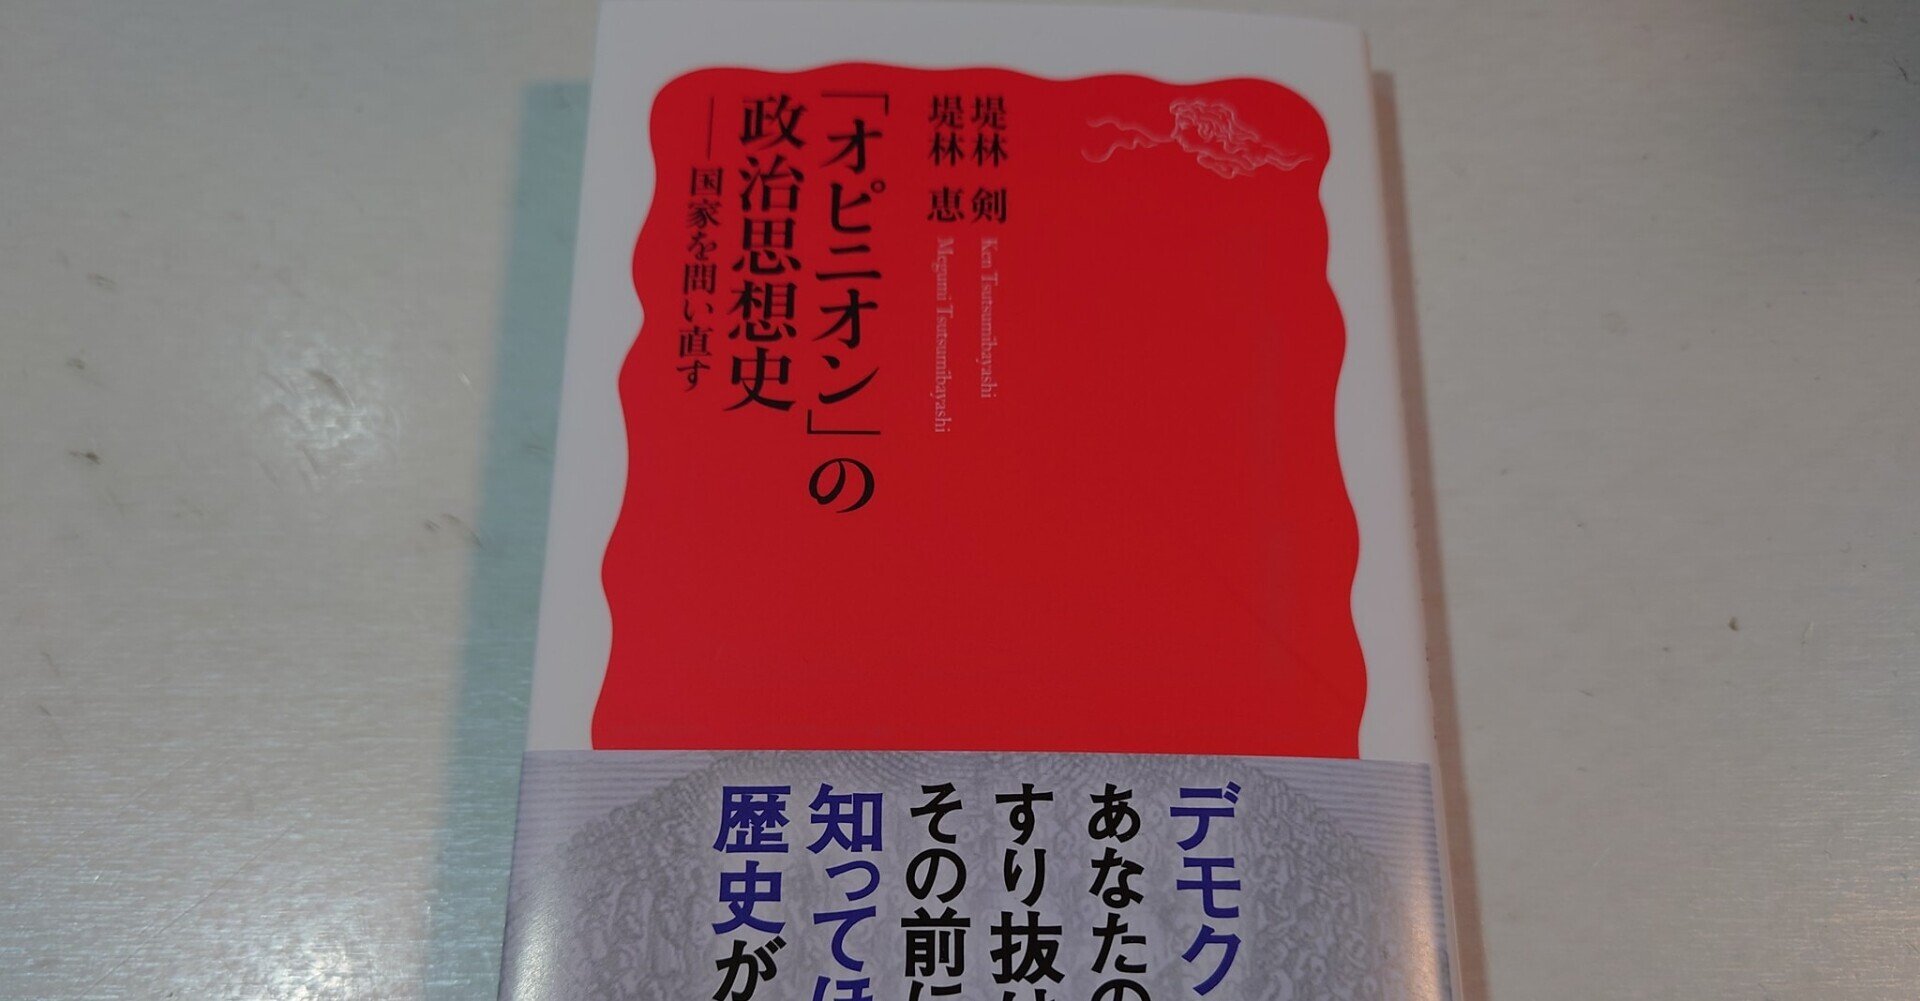 堤林 剣 Ken Tsutsumibayashi
堤林 恵 Megumi Tsutsumibayashi
「オピニオン」の
政治思想史
――国家を問い直す
デモク
あなたの
すり抜け
その前に
知ってほ
歴史が